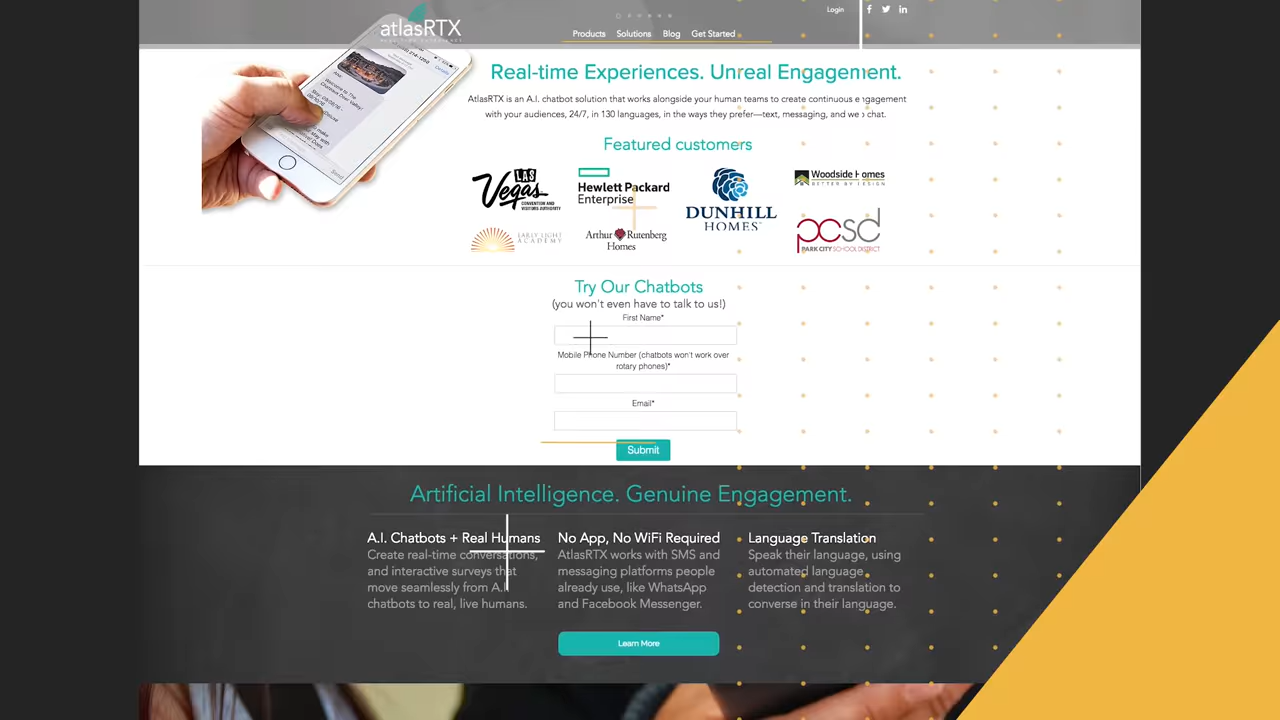 Login
atlasRTX
Products Solutions Blog Get Started
Details
Welcome to The
Send
Real-time Experiences. Unreal Engagement.
AtlasRTX is an A.I. chatbot solution that works alongside your human teams to create continuous engagement
with your audiences, 24/7, in 130 languages, in the ways they prefer—text, messaging, and web chat.
Featured customers
LAS
Vegas
CONVENTION AND
VISITORS AUTHORITY
Hewlett Packard
Enterprise
DUNHILL
HOMES
Woodside Homes
BETTER BY DESIGN
EARLY LIGHT
ACADEMY
Arthur Rutenberg
Homes
pcsd
PARK CITY SCHOOL DISTRICT
Try Our Chatbots
(you won't even have to talk to us!)
First Name*
Mobile Phone Number (chatbots won't work over
rotary phones)*
Email*
Submit
Artificial Intelligence. Genuine Engagement.
A.I. Chatbots + Real Humans
Create real-time conversations,
and interactive surveys that
move seamlessly from A.I.
chatbots to real, live humans.
No App, No WiFi Required
AtlasRTX works with SMS and
messaging platforms people
already use, like WhatsApp
and Facebook Messenger.
Language Translation
Speak their language, using
automated language
detection and translation to
converse in their language.
Learn More